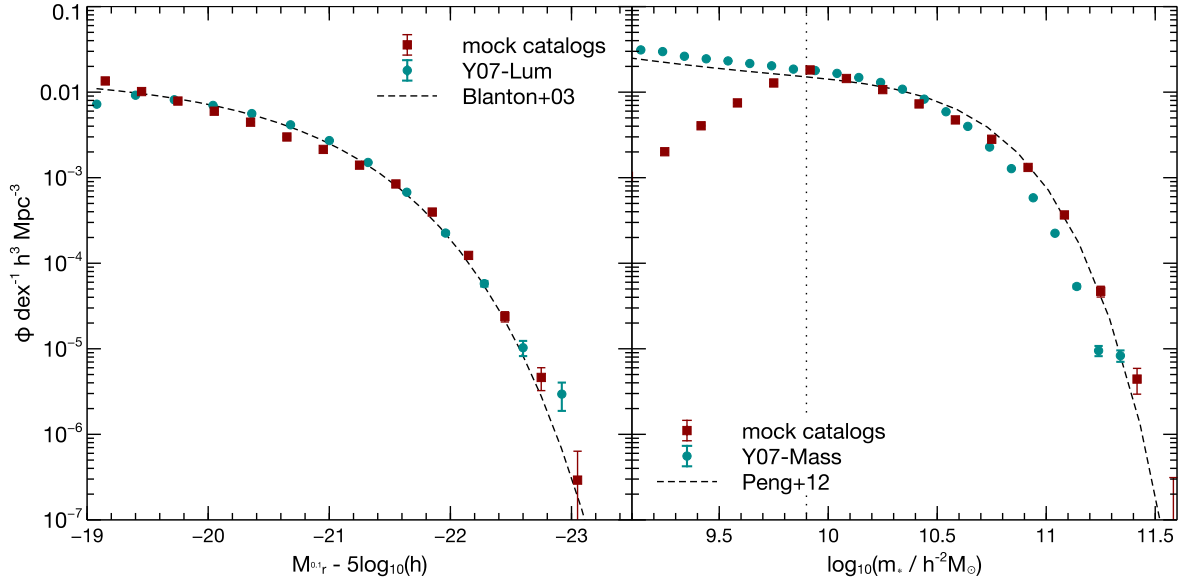 0.1
0.01
10⁻³
10⁻⁴
10⁻⁵
10⁻⁶
10⁻⁷
ϕ dex⁻¹ h³ Mpc⁻³
mock catalogs
Y07-Lum
Blanton+03
−19 −20 −21 −22 −23
M₀.₁ᵣ - 5log₁₀(h)
mock catalogs
Y07-Mass
Peng+12
9.5 10 10.5 11 11.5
log₁₀(m* / h⁻²M☉)